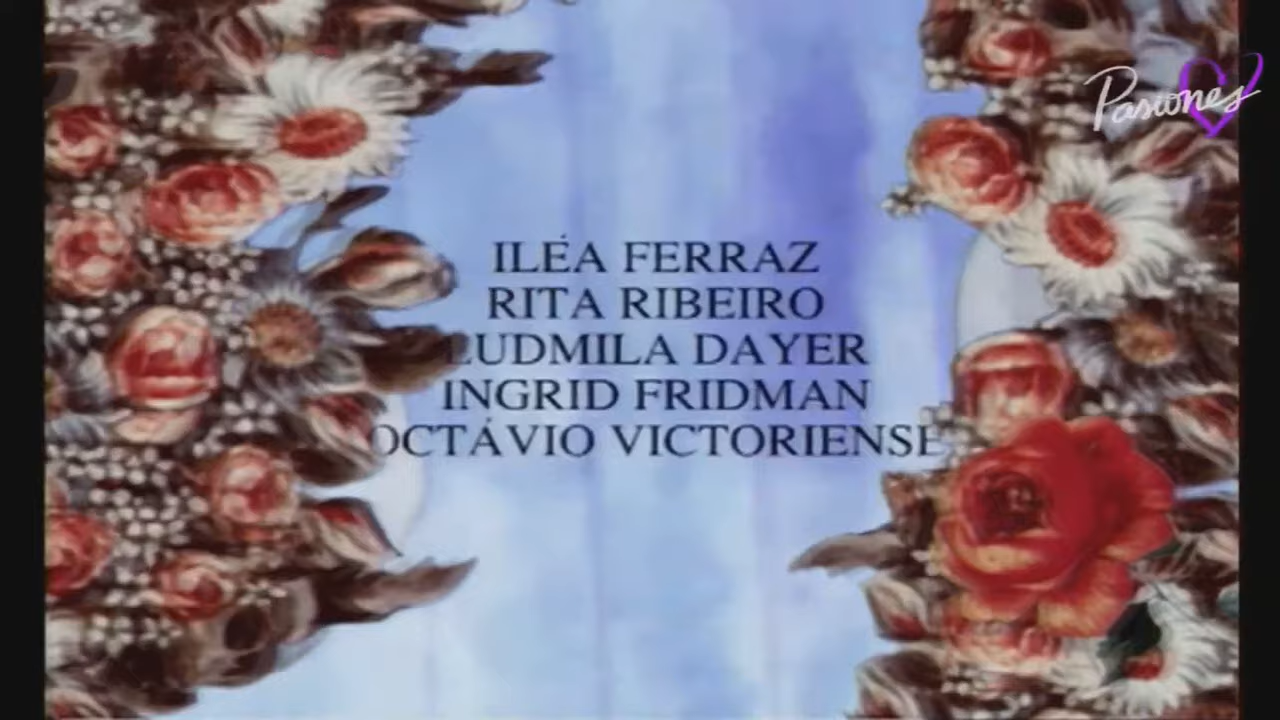 Pasiones
ILÉA FERRAZ
RITA RIBEIRO
LUDMILA DAYER
INGRID FRIDMAN
OCTÁVIO VICTORIENSE